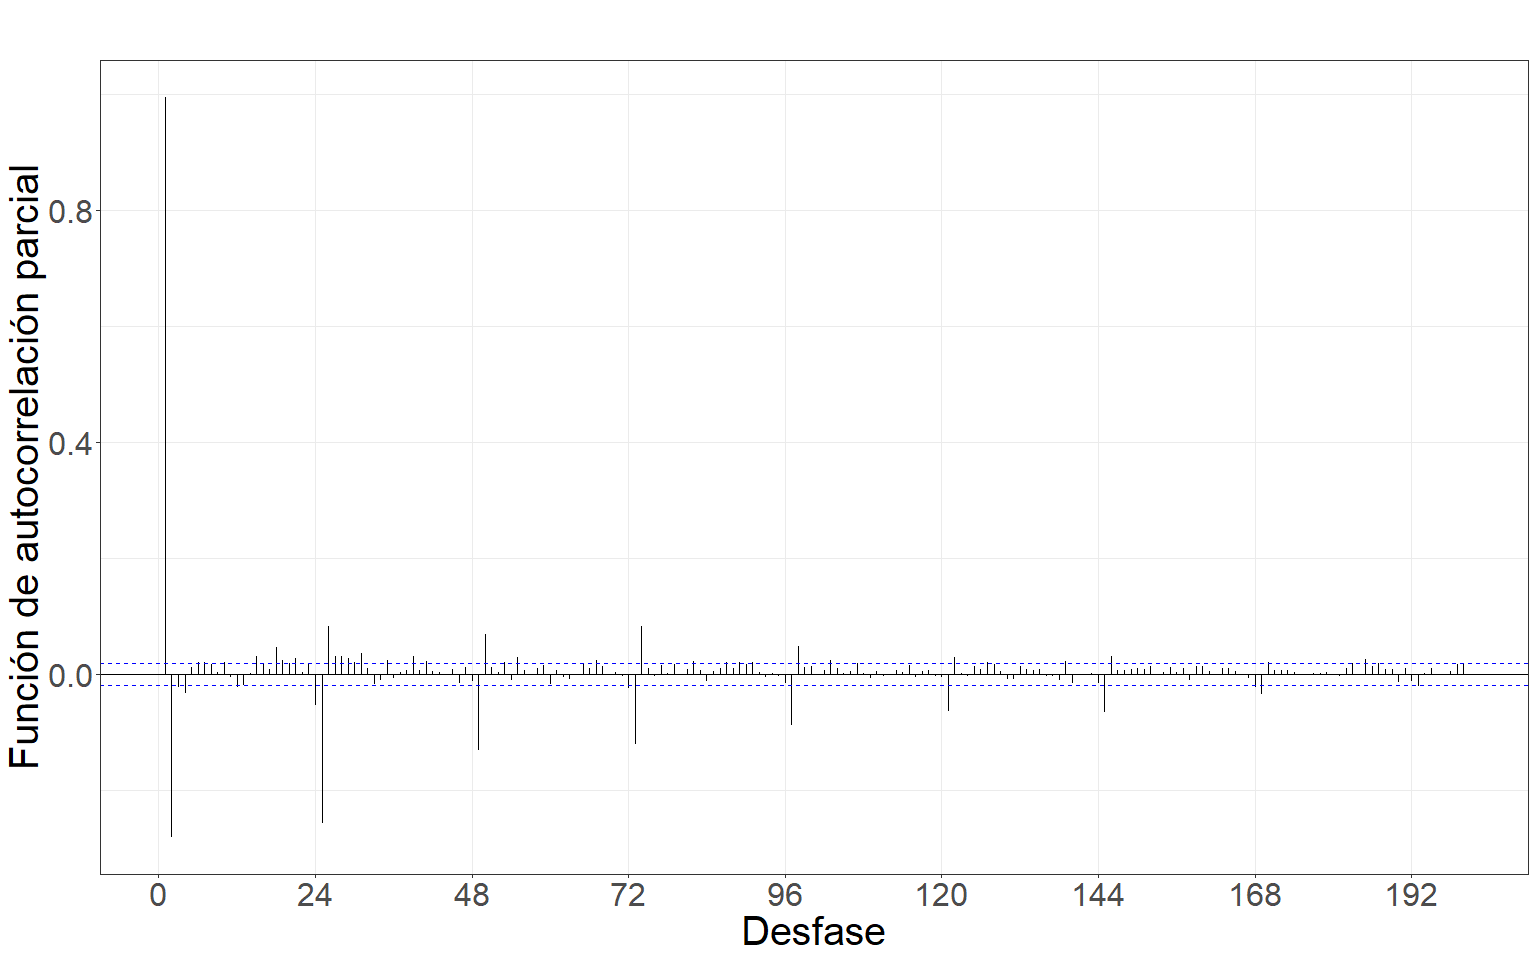 Función de autocorrelación parcial
0.8
0.4
0.0
0 24 48 72 96 120 144 168 192
Desfase